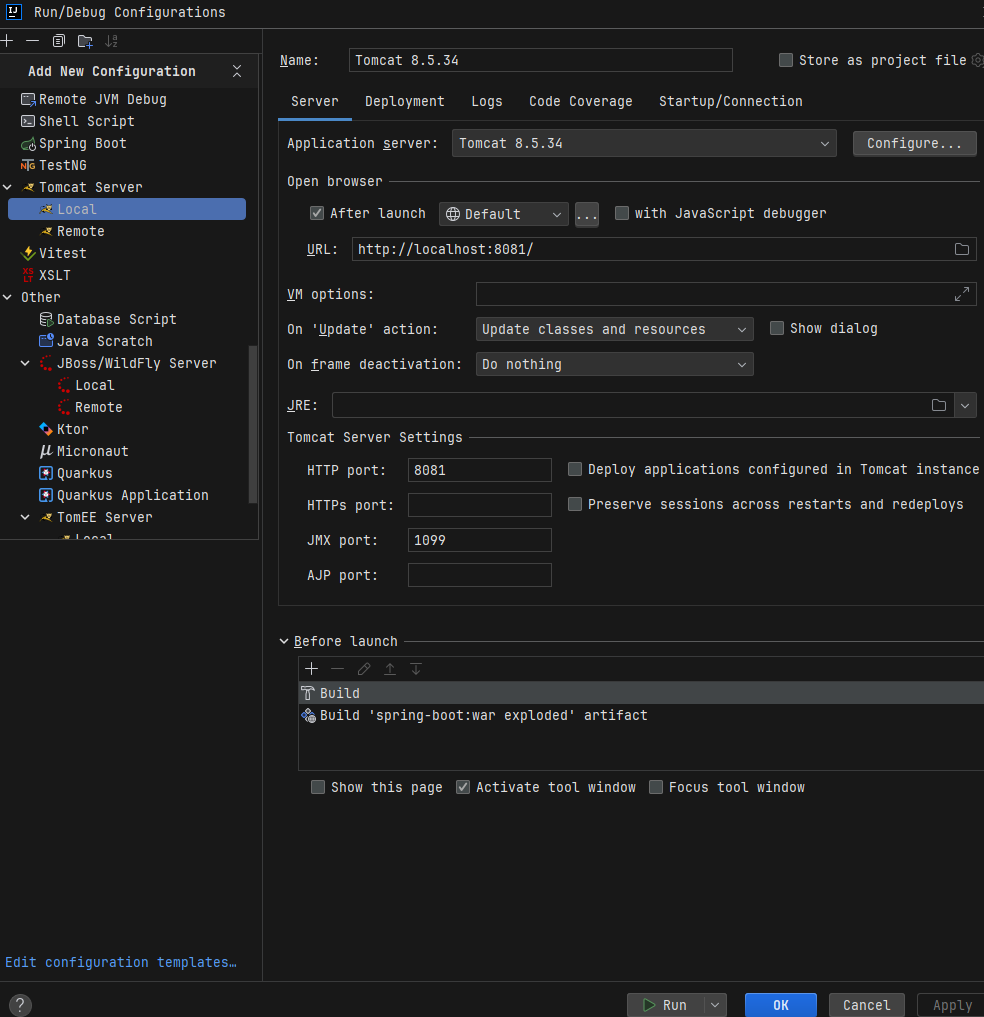 Run/Debug Configurations
Add New Configuration
Remote JVM Debug
Shell Script
Spring Boot
TestNG
Tomcat Server
Local
Remote
Vitest
XSLT
Other
Database Script
Java Scratch
JBoss/WildFly Server
Local
Remote
Ktor
Micronaut
Quarkus
Quarkus Application
TomEE Server
Local
Edit configuration templates…
Name: Tomcat 8.5.34 Store as project file
Server Deployment Logs Code Coverage Startup/Connection
Application server: Tomcat 8.5.34 Configure...
Open browser
After launch Default ... with JavaScript debugger
URL: http://localhost:8081/
VM options:
On 'Update' action: Update classes and resources Show dialog
On frame deactivation: Do nothing
JRE:
Tomcat Server Settings
HTTP port: 8081 Deploy applications configured in Tomcat instance
HTTPs port: Preserve sessions across restarts and redeploys
JMX port: 1099
AJP port:
Before launch
Build
Build 'spring-boot:war exploded' artifact
Show this page Activate tool window Focus tool window
? Run OK Cancel Apply